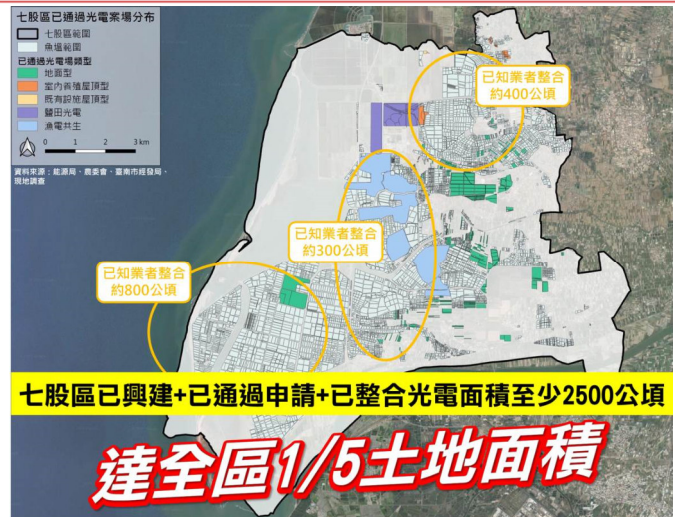 七股區已通過光電案場分布
七股區範圍
魚塭範圍
已通過光電場類型
地面型
室內養殖屋頂型
既有設施屋頂型
鹽田光電
漁電共生
0 1 2 3 km
資料來源：能源局、農委會、臺南市經發局、
現地調查
已知業者整合
約400公頃
已知業者整合
約300公頃
已知業者整合
約800公頃
七股區已興建+已通過申請+已整合光電面積至少2500公頃
達全區1/5土地面積